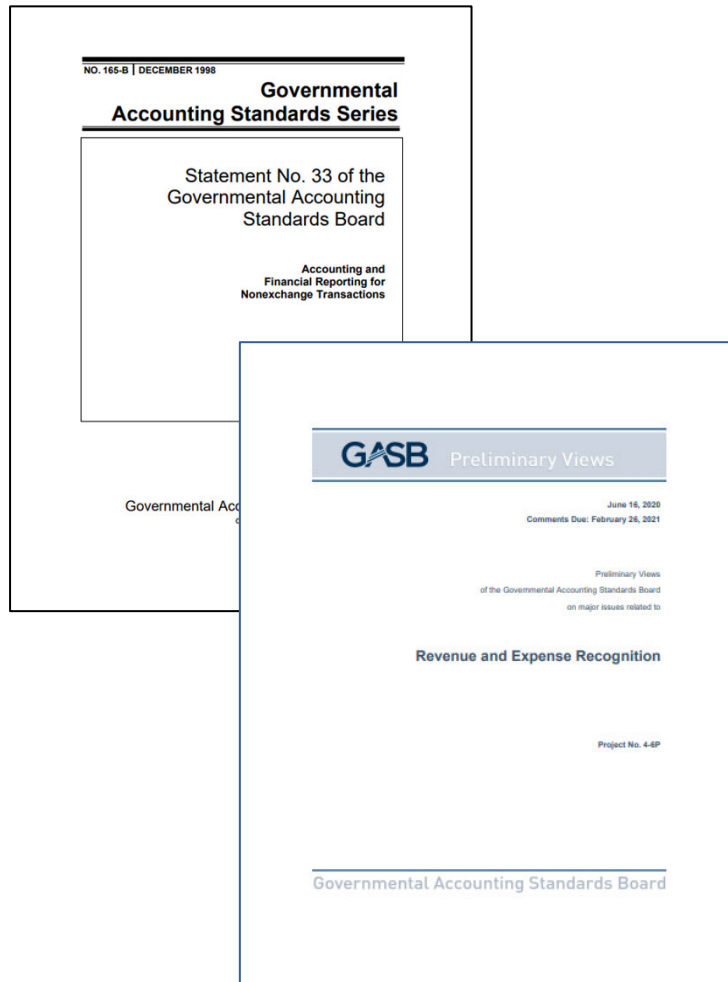 NO. 165-B | DECEMBER 1998
Governmental
Accounting Standards Series
Statement No. 33 of the
Governmental Accounting
Standards Board
Accounting and
Financial Reporting for
Nonexchange Transactions
Governmental
GASB Preliminary Views
June 16, 2020
Comments Due: February 26, 2021
Preliminary Views
of the Governmental Accounting Standards Board
on major issues related to
Revenue and Expense Recognition
Project No. 4-6P
Governmental Accounting Standards Board